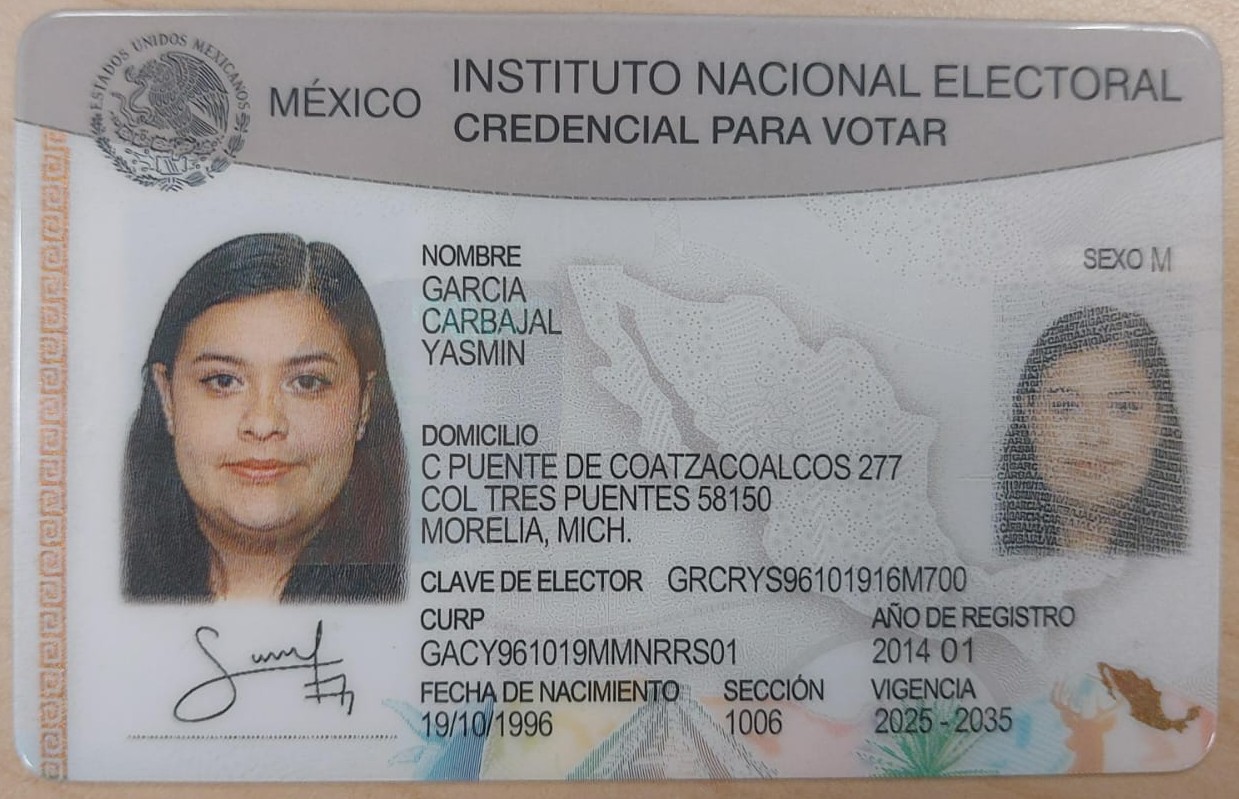 ESTADOS UNIDOS MEXICANOS
MÉXICO
INSTITUTO NACIONAL ELECTORAL
CREDENCIAL PARA VOTAR
NOMBRE
GARCIA
CARBAJAL
YASMIN
SEXO M
DOMICILIO
C PUENTE DE COATZACOALCOS 277
COL TRES PUENTES 58150
MORELIA, MICH.
CLAVE DE ELECTOR GRCRYS96101916M700
CURP
GACY961019MMNRRS01
AÑO DE REGISTRO
2014 01
FECHA DE NACIMIENTO
19/10/1996
SECCIÓN
1006
VIGENCIA
2025 - 2035